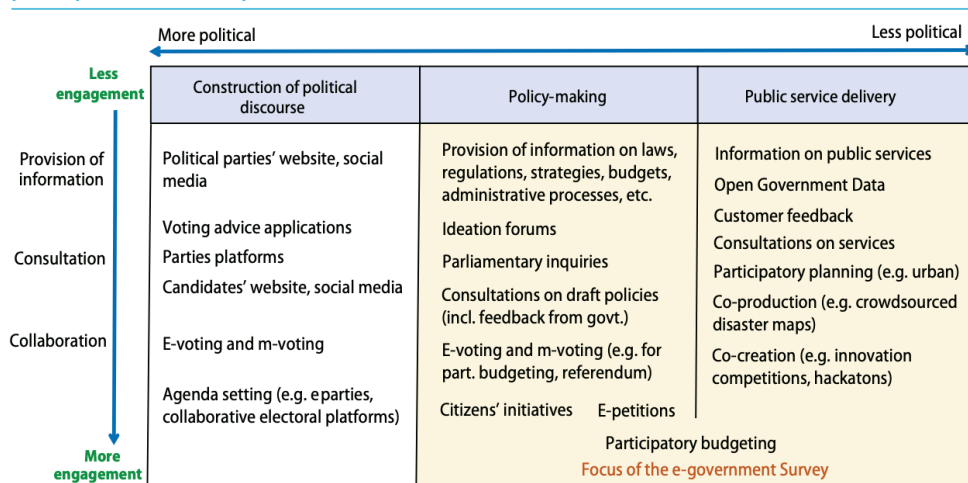 More political
Less political
Less
engagement
Construction of political
discourse
Policy-making
Public service delivery
Provision of
information
Political parties' website, social
media
Provision of information on laws,
regulations, strategies, budgets,
administrative processes, etc.
Information on public services
Open Government Data
Customer feedback
Consultation
Voting advice applications
Parties platforms
Candidates' website, social media
Ideation forums
Parliamentary inquiries
Consultations on draft policies
(incl. feedback from govt.)
Consultations on services
Participatory planning (e.g. urban)
Co-production (e.g. crowdsourced
disaster maps)
Collaboration
E-voting and m-voting
Agenda setting (e.g. eparties,
collaborative electoral platforms)
E-voting and m-voting (e.g. for
part. budgeting, referendum)
Citizens' initiatives E-petitions
Co-creation (e.g. innovation
competitions, hackatons)
Participatory budgeting
More
engagement
Focus of the e-government Survey